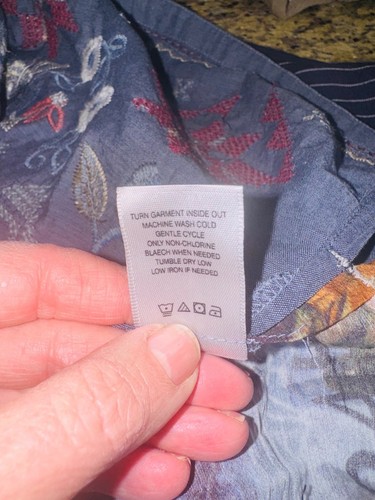 TURN GARMENT INSIDE OUT
MACHINE WASH COLD
GENTLE CYCLE
ONLY NON-CHLORINE
BLAECH WHEN NEEDED
TUMBLE DRY LOW
LOW IRON IF NEEDED